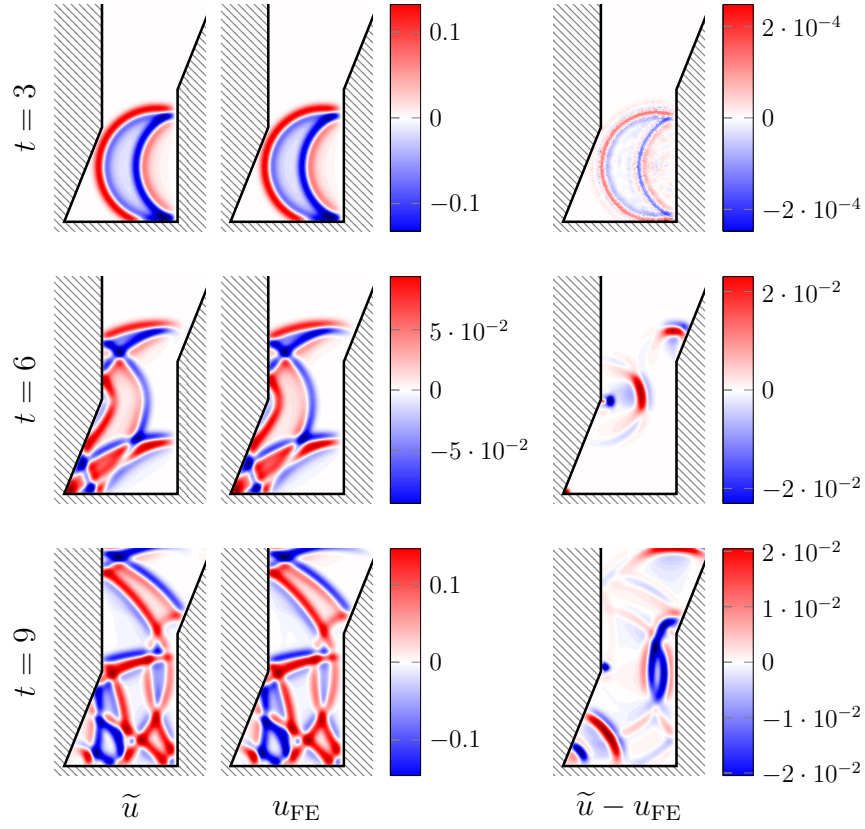 t = 3
0.1
0
−0.1
2 · 10⁻⁴
0
−2 · 10⁻⁴
t = 6
5 · 10⁻²
0
−5 · 10⁻²
2 · 10⁻²
0
−2 · 10⁻²
t = 9
0.1
0
−0.1
2 · 10⁻²
1 · 10⁻²
0
−1 · 10⁻²
−2 · 10⁻²
ũ
u_FE
ũ − u_FE